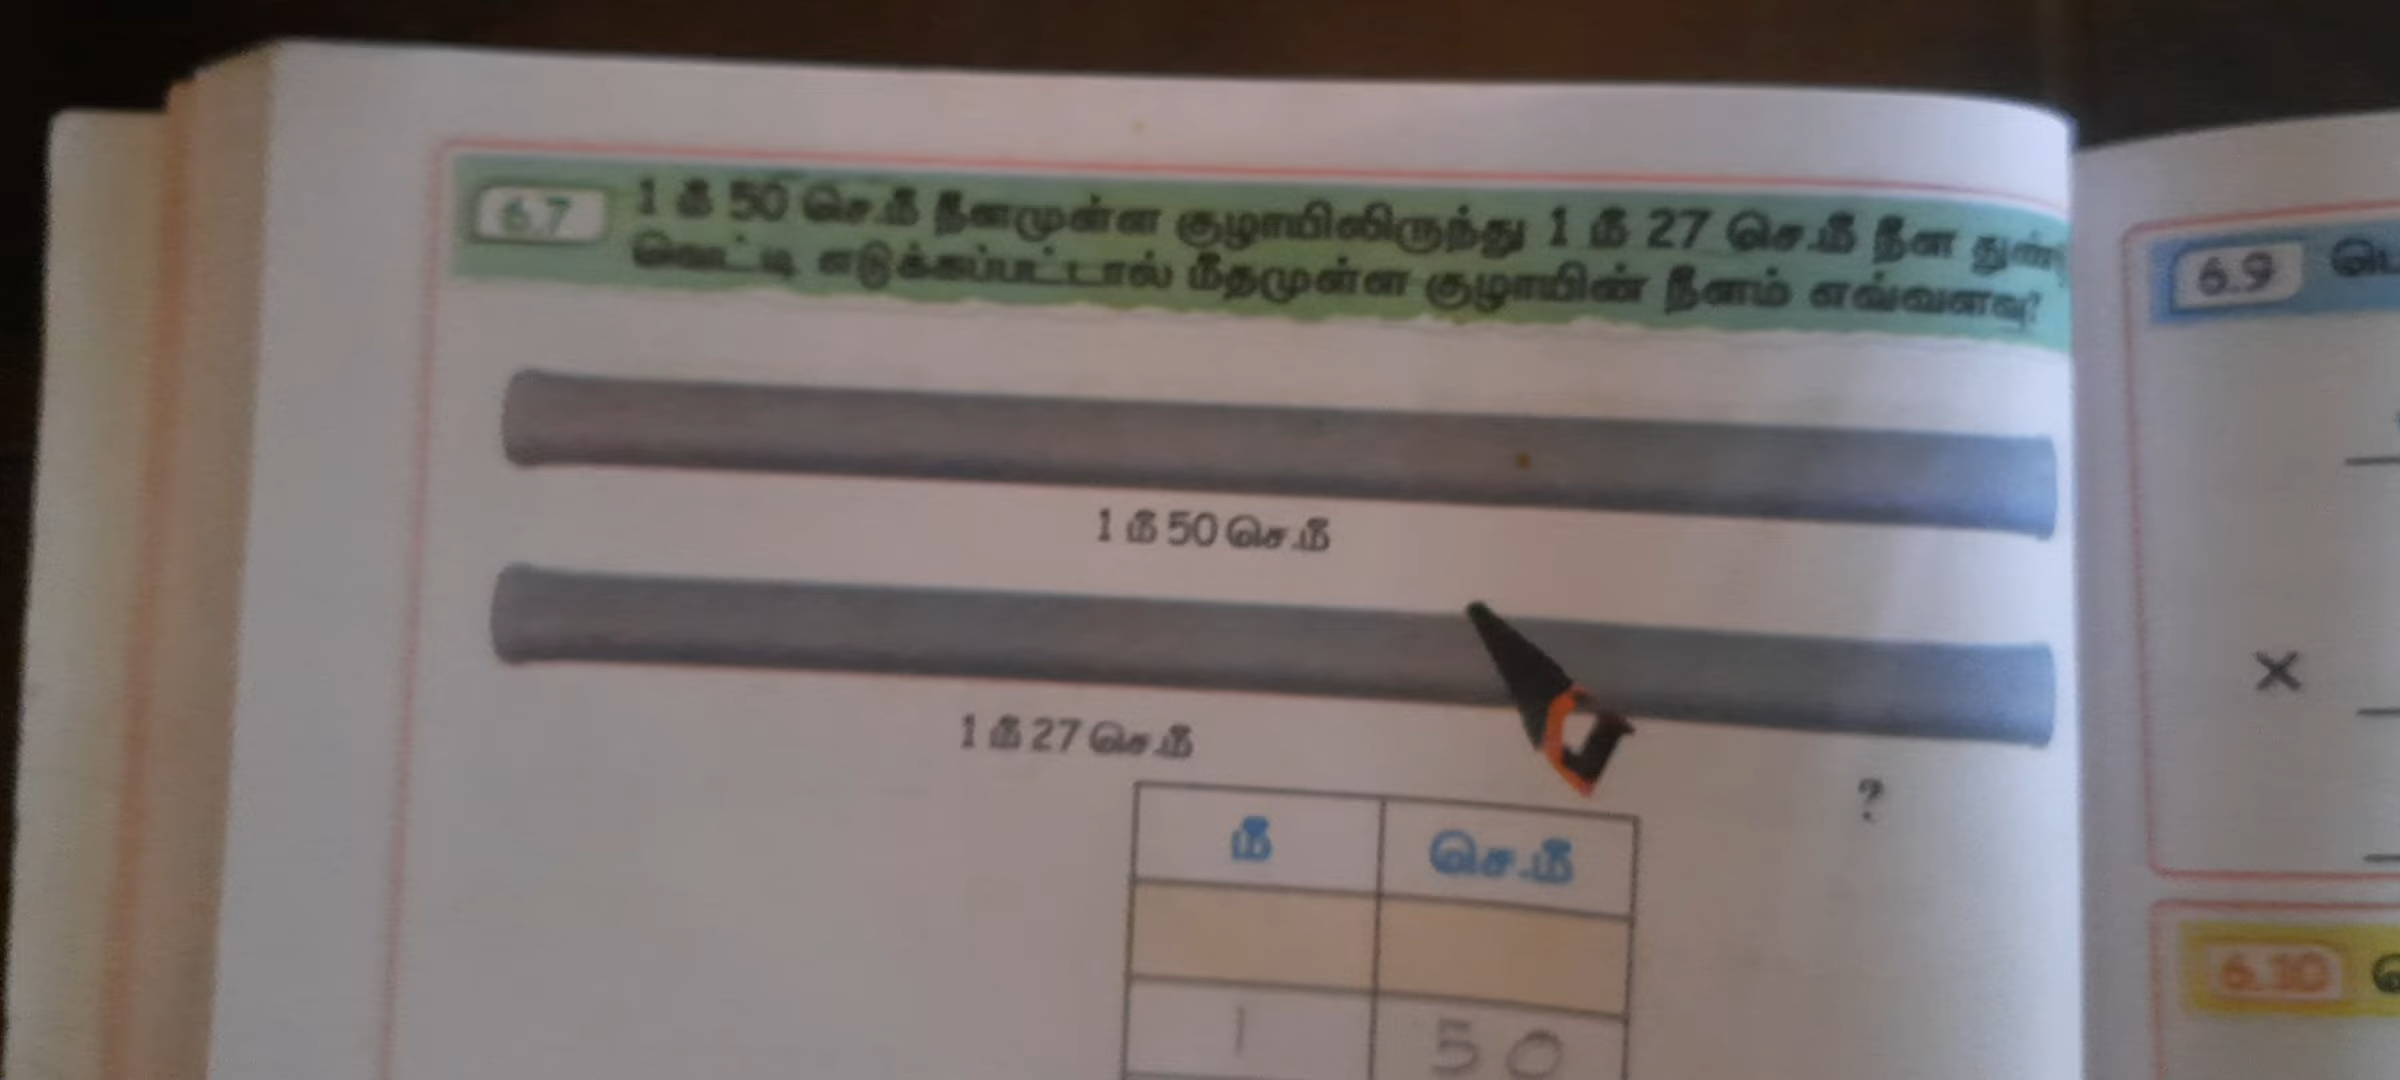 6.7 1 மீ 50 செ.மீ நீளமுள்ள குழாயிலிருந்து 1 மீ 27 செ.மீ நீள
வெட்டி எடுக்கப்பட்டால் மீதமுள்ள குழாயின் நீளம் எவ்வளவு?
1 மீ 50 செ.மீ
1 மீ 27 செ.மீ
?
மீ செ.மீ
1 50
6.9
×
6.10